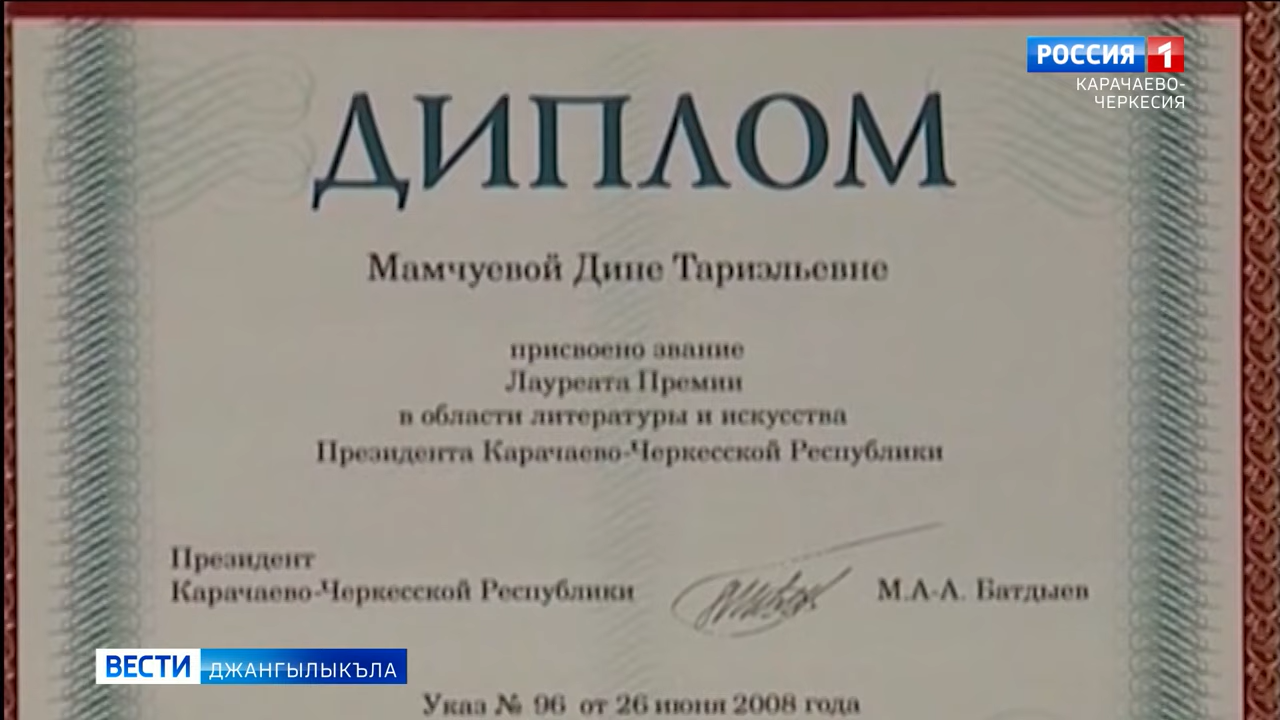 РОССИЯ 1
КАРАЧАЕВО-
ЧЕРКЕСИЯ
ДИПЛОМ
Мамчуевой Дине Тариэльевне
присвоено звание
Лауреата Премии
в области литературы и искусства
Президента Карачаево-Черкесской Республики
Президент
Карачаево-Черкесской Республики
М.А-А. Батдыев
ВЕСТИ ДЖАНГЫЛЫКЪЛА
Указ № 96 от 26 июня 2008 года